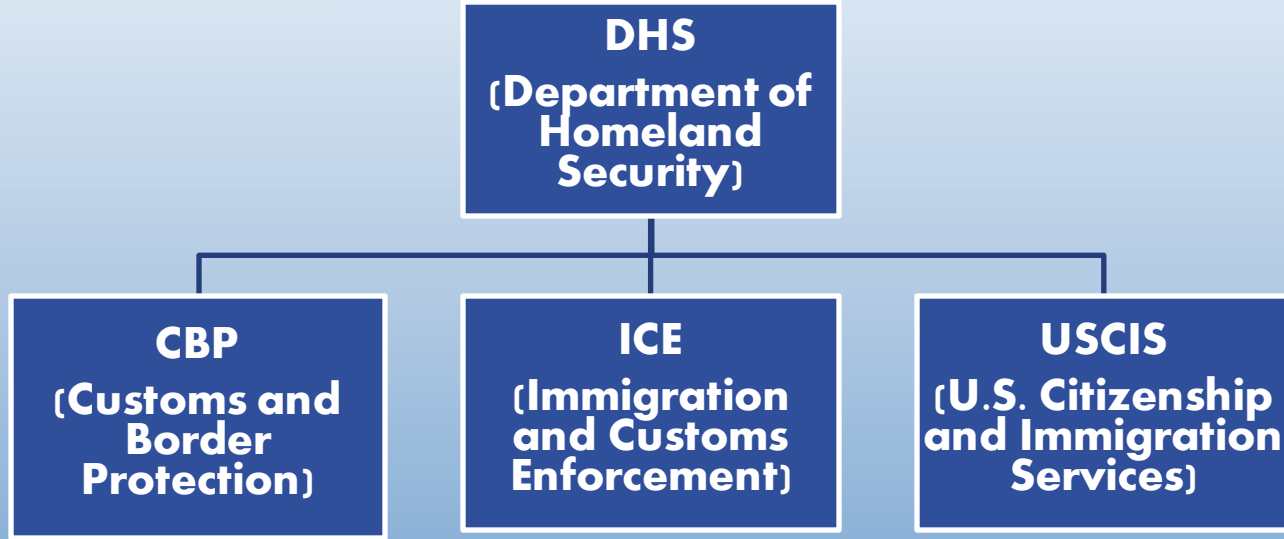 DHS
(Department of
Homeland
Security)
CBP
(Customs and
Border
Protection)
ICE
(Immigration
and Customs
Enforcement)
USCIS
(U.S. Citizenship
and Immigration
Services)